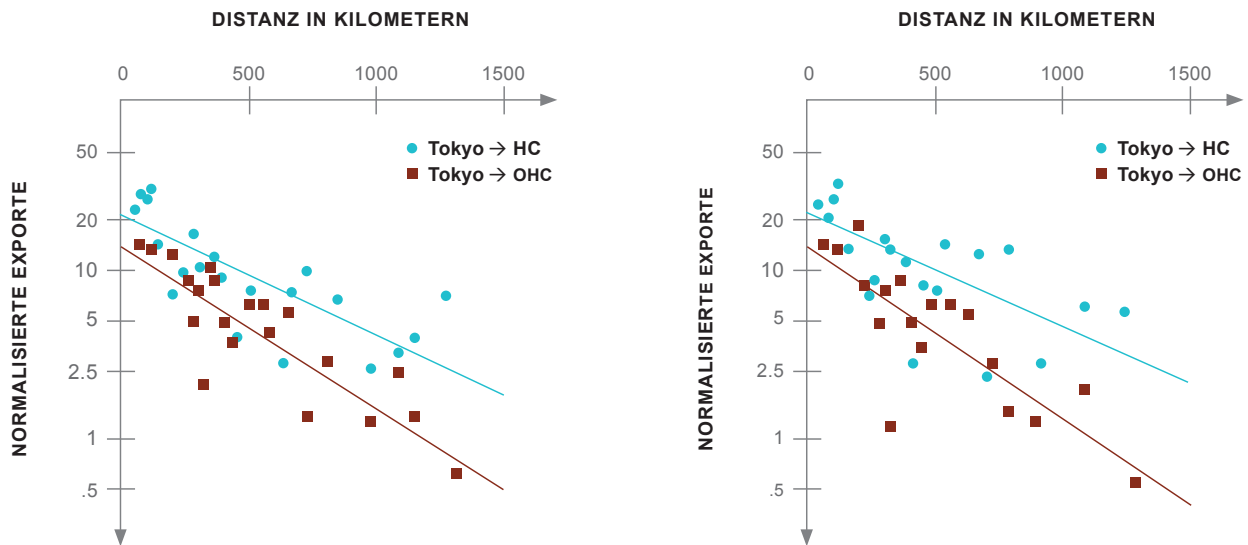 DISTANZ IN KILOMETERN
0 500 1000 1500
Tokyo → HC
Tokyo → OHC
NORMALISIERTE EXPORTE
50
20
10
5
2.5
1
.5
DISTANZ IN KILOMETERN
0 500 1000 1500
Tokyo → HC
Tokyo → OHC
NORMALISIERTE EXPORTE
50
20
10
5
2.5
1
.5